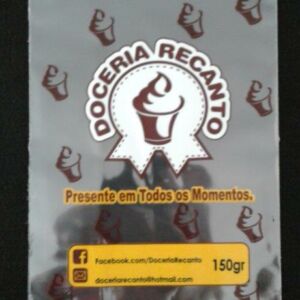 DOCERIA RECANTO
Presente em Todos os Momentos.
Facebook.com/DoceriaRecanto
150gr
doceriarecanto@hotmail.com